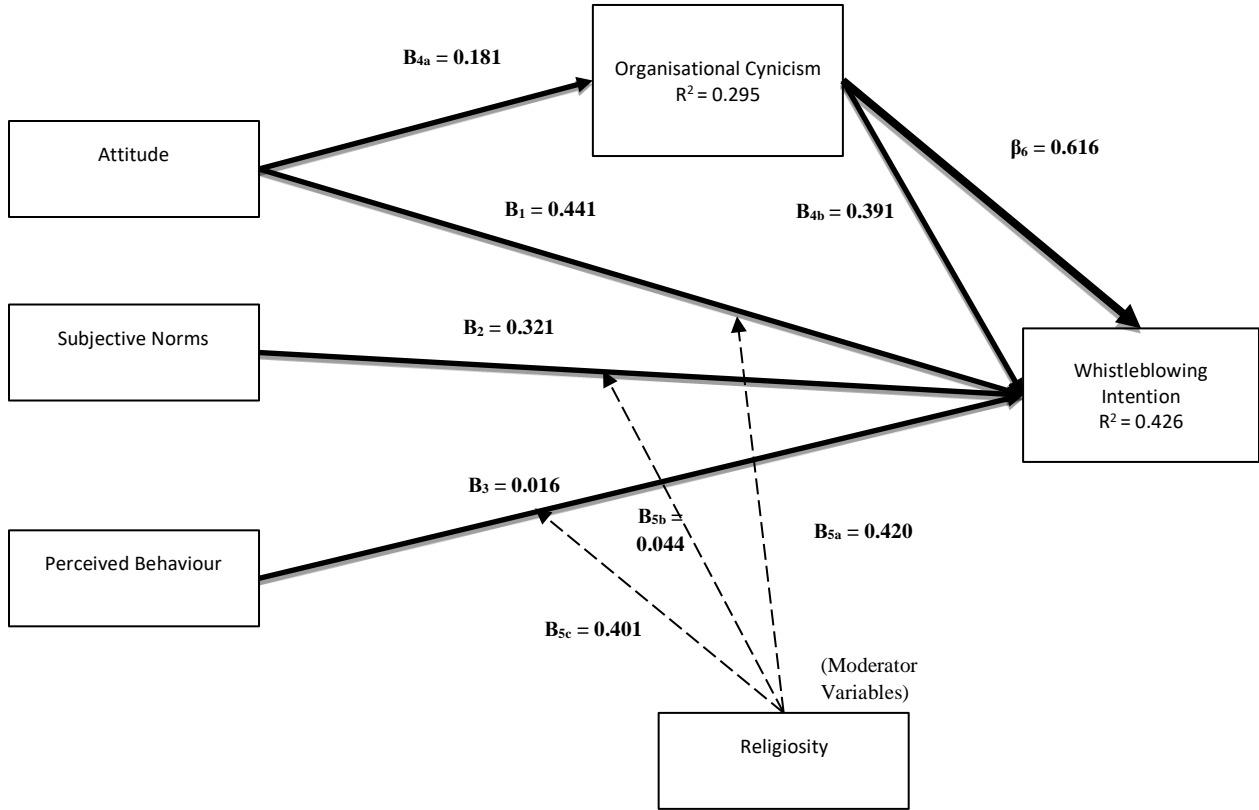 B4a = 0.181
Organisational Cynicism
R2 = 0.295
Attitude
β6 = 0.616
B1 = 0.441
B4b = 0.391
Subjective Norms
B2 = 0.321
Whistleblowing
Intention
R2 = 0.426
B3 = 0.016
B5b =
0.044
B5a = 0.420
Perceived Behaviour
B5c = 0.401
(Moderator
Variables)
Religiosity